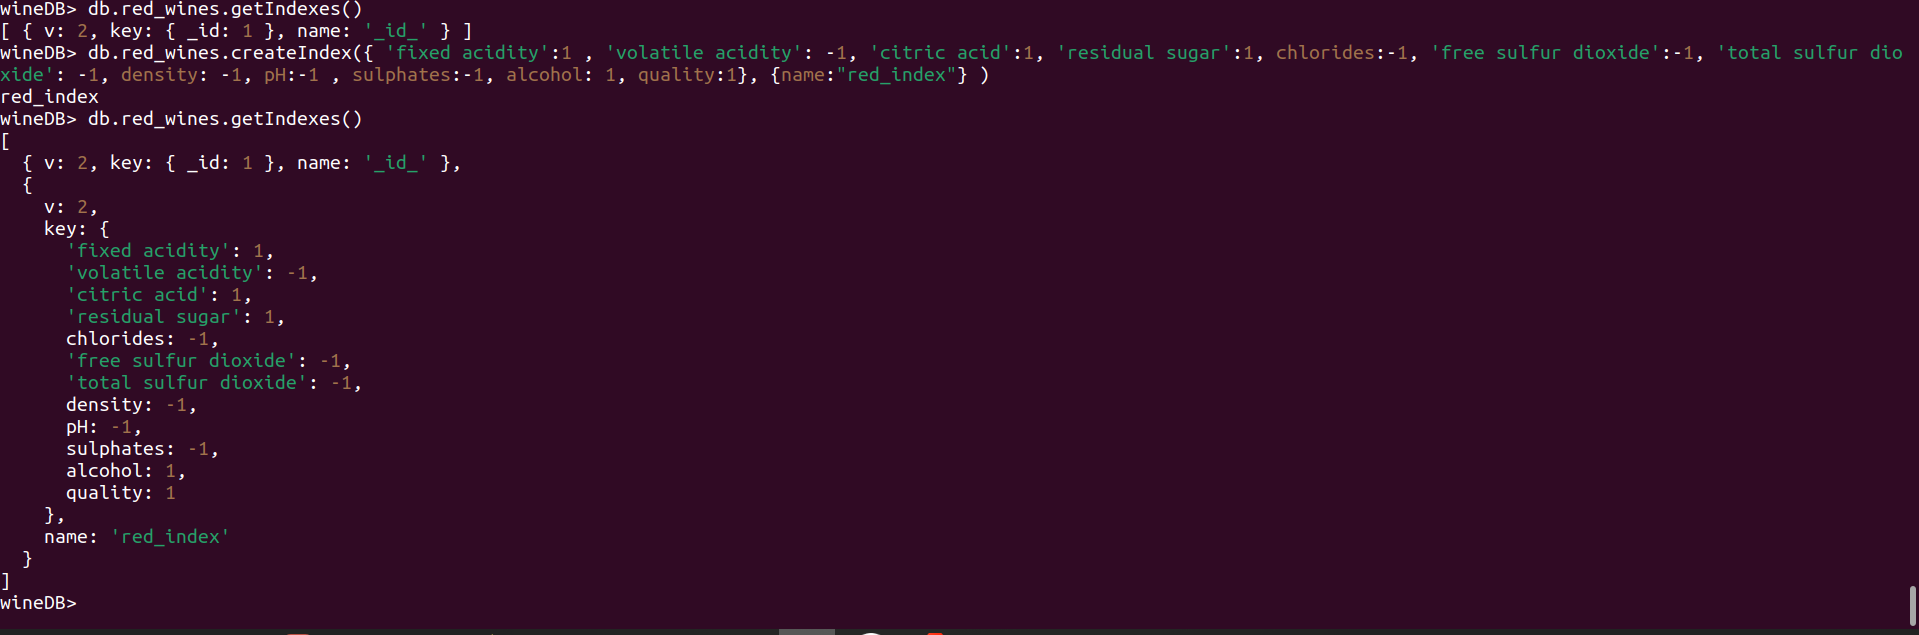 wineDB> db.red_wines.getIndexes()
[ { v: 2, key: { _id: 1 }, name: '_id_' } ]
wineDB> db.red_wines.createIndex({ 'fixed acidity':1 , 'volatile acidity': -1, 'citric acid':1, 'residual sugar':1, chlorides:-1, 'free sulfur dioxide':-1, 'total sulfur dio
xide': -1, density: -1, pH:-1 , sulphates:-1, alcohol: 1, quality:1}, {name:"red_index"} )
red_index
wineDB> db.red_wines.getIndexes()
[
  { v: 2, key: { _id: 1 }, name: '_id_' },
  {
    v: 2,
    key: {
      'fixed acidity': 1,
      'volatile acidity': -1,
      'citric acid': 1,
      'residual sugar': 1,
      chlorides: -1,
      'free sulfur dioxide': -1,
      'total sulfur dioxide': -1,
      density: -1,
      pH: -1,
      sulphates: -1,
      alcohol: 1,
      quality: 1
    },
    name: 'red_index'
  }
]
wineDB>